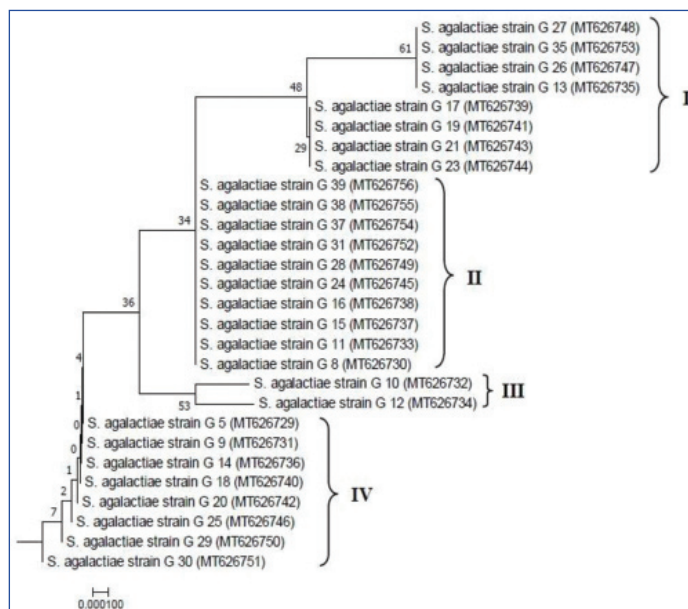 S. agalactiae strain G 27 (MT626748)
S. agalactiae strain G 35 (MT626753)
S. agalactiae strain G 26 (MT626747)
S. agalactiae strain G 13 (MT626735)
S. agalactiae strain G 17 (MT626739)
S. agalactiae strain G 19 (MT626741)
S. agalactiae strain G 21 (MT626743)
S. agalactiae strain G 23 (MT626744)
I
S. agalactiae strain G 39 (MT626756)
S. agalactiae strain G 38 (MT626755)
S. agalactiae strain G 37 (MT626754)
S. agalactiae strain G 31 (MT626752)
S. agalactiae strain G 28 (MT626749)
S. agalactiae strain G 24 (MT626745)
S. agalactiae strain G 16 (MT626738)
S. agalactiae strain G 15 (MT626737)
S. agalactiae strain G 11 (MT626733)
S. agalactiae strain G 8 (MT626730)
II
S. agalactiae strain G 10 (MT626732)
S. agalactiae strain G 12 (MT626734)
III
S. agalactiae strain G 5 (MT626729)
S. agalactiae strain G 9 (MT626731)
S. agalactiae strain G 14 (MT626736)
S. agalactiae strain G 18 (MT626740)
S. agalactiae strain G 20 (MT626742)
S. agalactiae strain G 25 (MT626746)
S. agalactiae strain G 29 (MT626750)
S. agalactiae strain G 30 (MT626751)
IV
61
48
29
34
36
53
4
1
0
0
1
2
7
0.000100